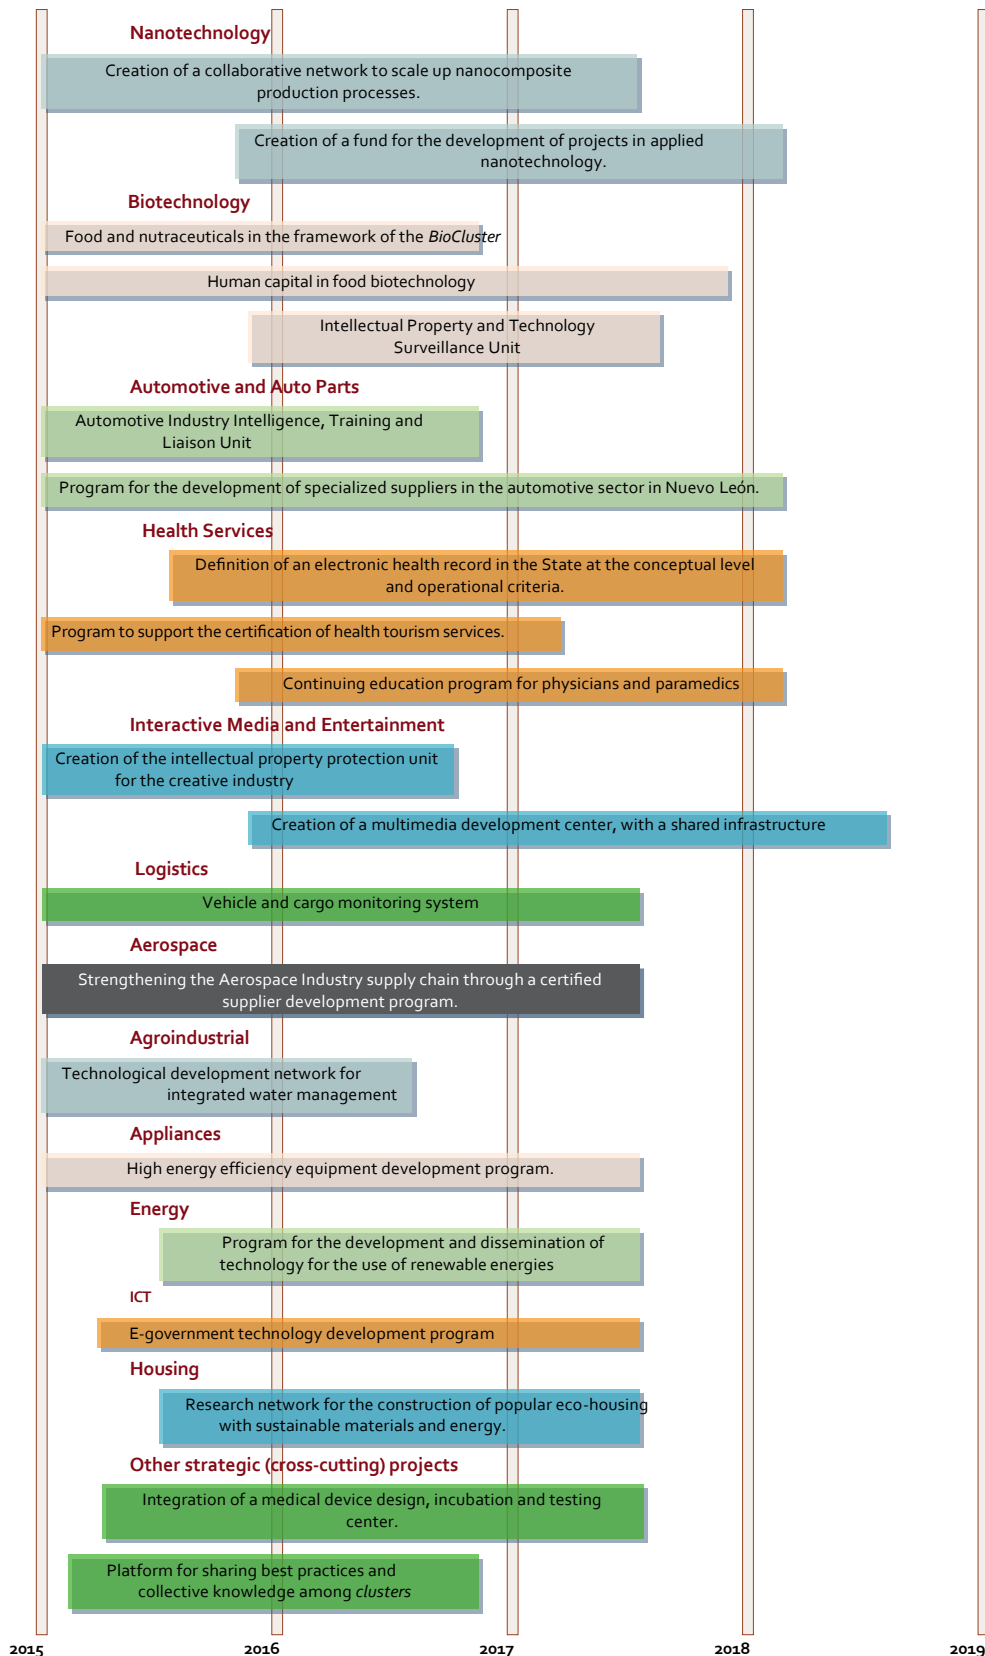 Nanotechnology
Creation of a collaborative network to scale up nanocomposite
production processes.
Creation of a fund for the development of projects in applied
nanotechnology.
Biotechnology
Food and nutraceuticals in the framework of the BioCluster
Human capital in food biotechnology
Intellectual Property and Technology
Surveillance Unit
Automotive and Auto Parts
Automotive Industry Intelligence, Training and
Liaison Unit
Program for the development of specialized suppliers in the automotive sector in Nuevo León.
Health Services
Definition of an electronic health record in the State at the conceptual level
and operational criteria.
Program to support the certification of health tourism services.
Continuing education program for physicians and paramedics
Interactive Media and Entertainment
Creation of the intellectual property protection unit
for the creative industry
Creation of a multimedia development center, with a shared infrastructure
Logistics
Vehicle and cargo monitoring system
Aerospace
Strengthening the Aerospace Industry supply chain through a certified
supplier development program.
Agroindustrial
Technological development network for
integrated water management
Appliances
High energy efficiency equipment development program.
Energy
Program for the development and dissemination of
technology for the use of renewable energies
ICT
E-government technology development program
Housing
Research network for the construction of popular eco-housing
with sustainable materials and energy.
Other strategic (cross-cutting) projects
Integration of a medical device design, incubation and testing
center.
Platform for sharing best practices and
collective knowledge among clusters
2015 2016 2017 2018 2019